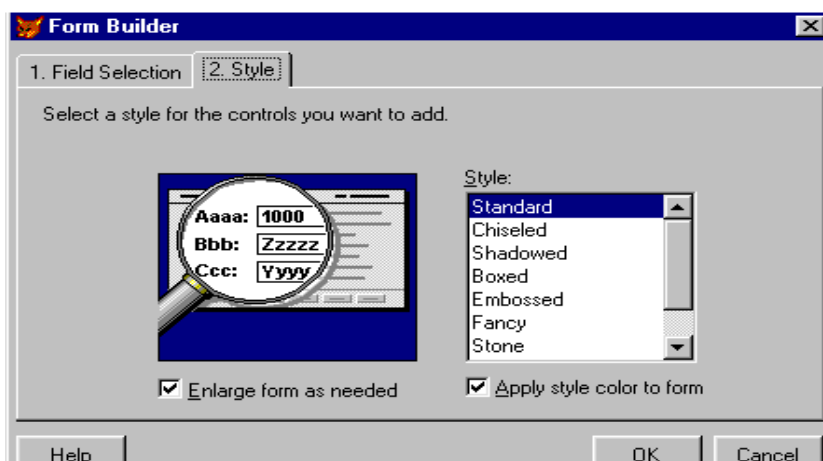 Form Builder
1. Field Selection
2. Style
Select a style for the controls you want to add.
Aaaa: 1000
Bbb: Zzzzz
Ccc: Yyyy
Style:
Standard
Chiseled
Shadowed
Boxed
Embossed
Fancy
Stone
Enlarge form as needed
Apply style color to form
Help
OK
Cancel